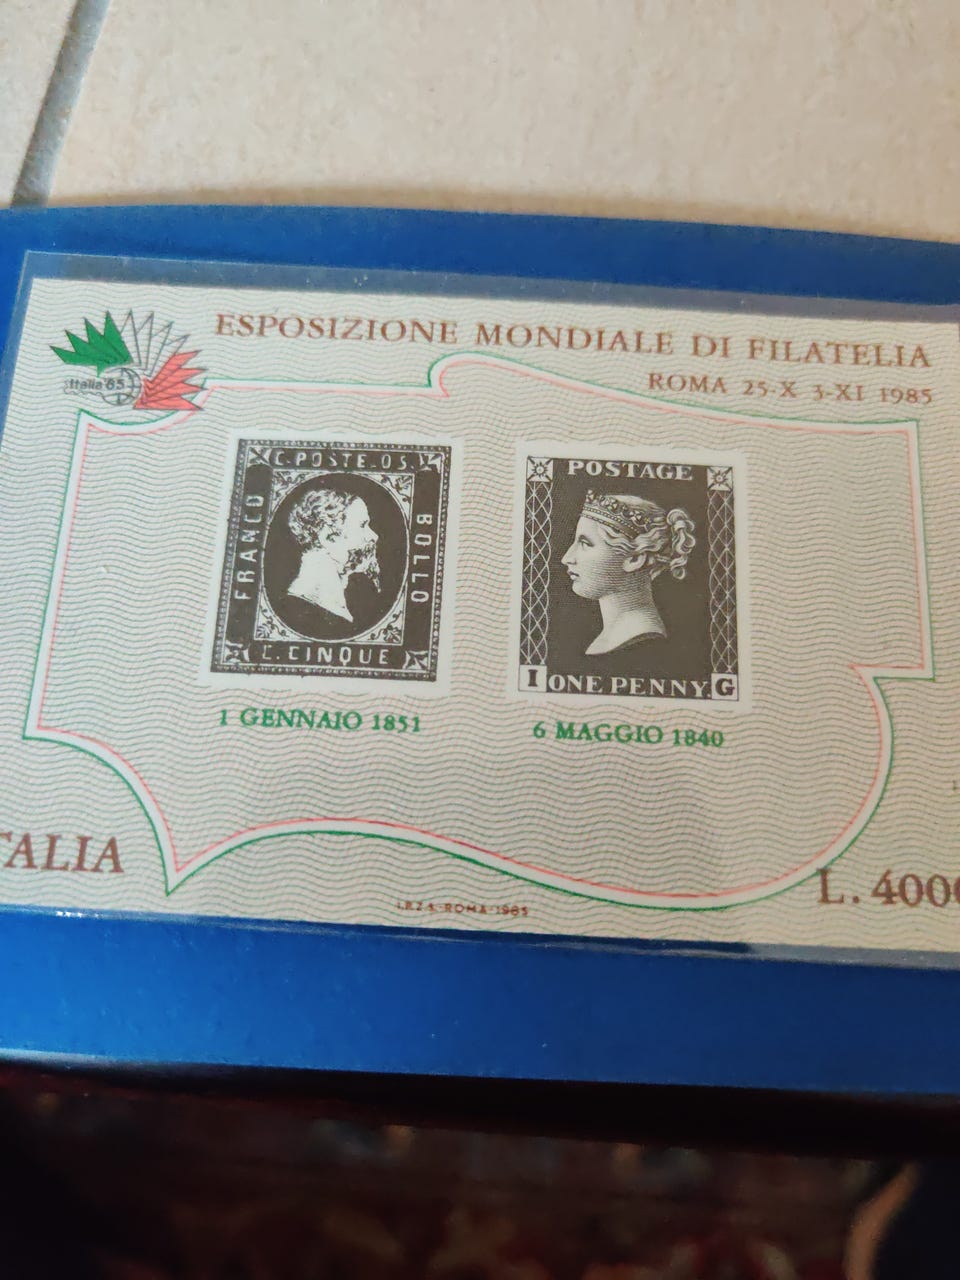 ESPOSIZIONE MONDIALE DI FILATELIA
ROMA 25-X 3-XI 1985
Italia '85
C.POSTE.OS.
FRANCO
BOLLO
C.CINQUE
POSTAGE
I ONE PENNY. G
1 GENNAIO 1851
6 MAGGIO 1840
TALIA
L.4000
I.P.Z.S.-ROMA-1985